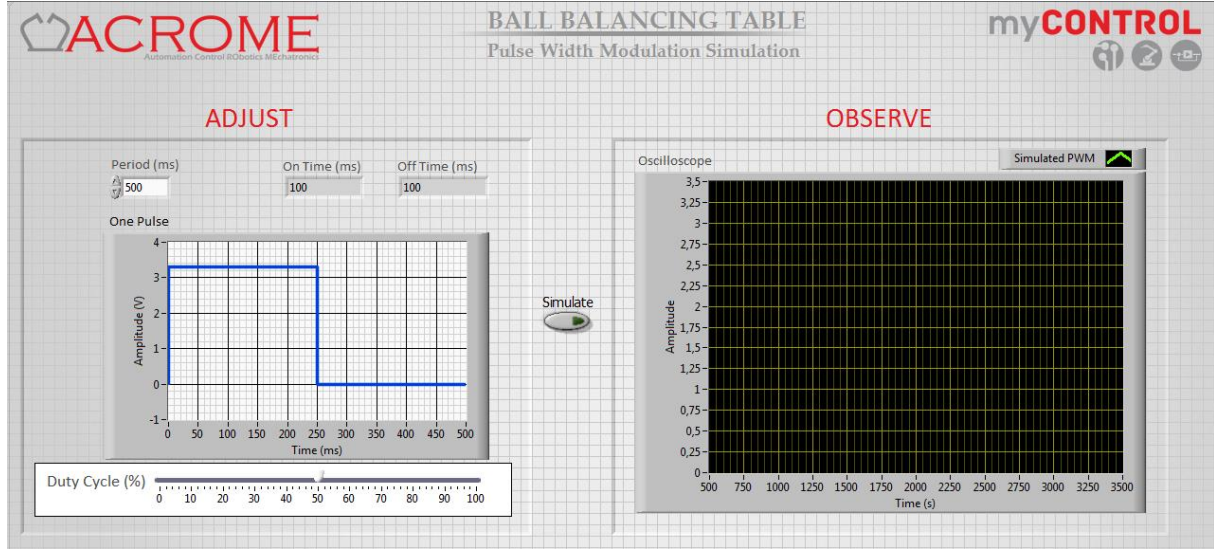 ACROME
Automation Control RObotics MEchatronics
BALL BALANCING TABLE
Pulse Width Modulation Simulation
myCONTROL
ADJUST
Period (ms)
500
On Time (ms)
100
Off Time (ms)
100
One Pulse
4
3
2
1
0
-1
Amplitude (V)
0 50 100 150 200 250 300 350 400 450 500
Time (ms)
Duty Cycle (%)
0 10 20 30 40 50 60 70 80 90 100
Simulate
OBSERVE
Oscilloscope
Simulated PWM
3,5
3,25
3
2,75
2,5
2,25
2
1,75
1,5
1,25
1
0,75
0,5
0,25
0
Amplitude
500 750 1000 1250 1500 1750 2000 2250 2500 2750 3000 3250 3500
Time (s)